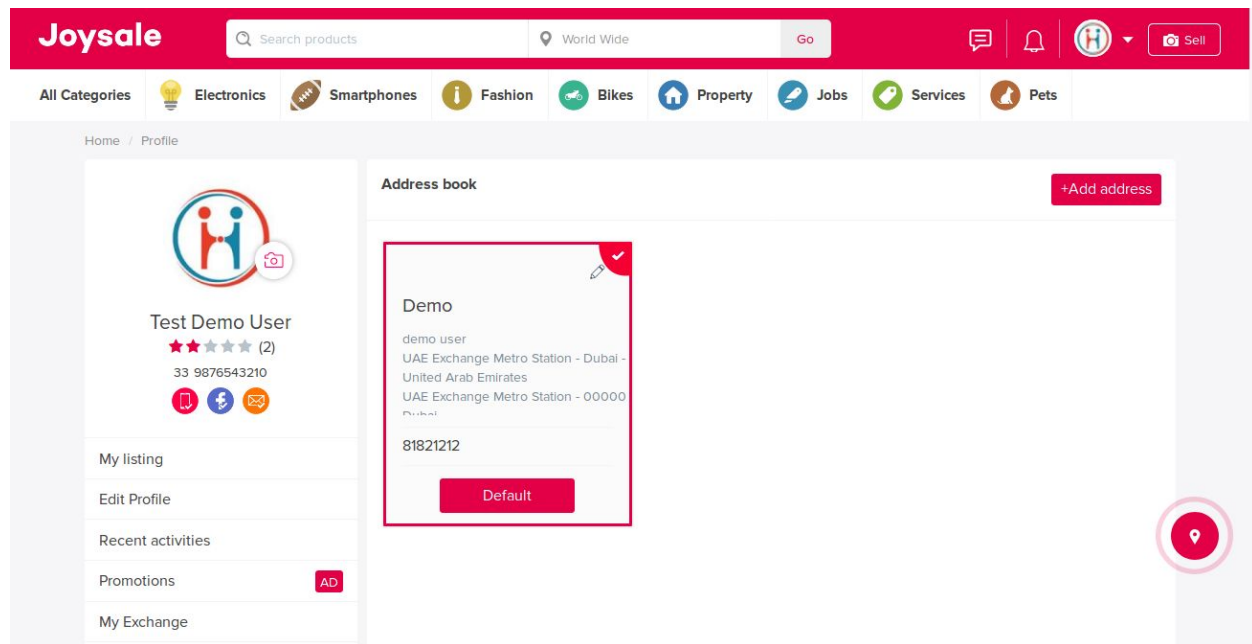 Joysale
Search products
World Wide
Go
Sell
All Categories
Electronics
Smartphones
Fashion
Bikes
Property
Jobs
Services
Pets
Home / Profile
Test Demo User
(2)
33 9876543210
My listing
Edit Profile
Recent activities
Promotions
AD
My Exchange
Address book
+Add address
Demo
demo user
UAE Exchange Metro Station - Dubai -
United Arab Emirates
UAE Exchange Metro Station - 00000
Dubai
81821212
Default